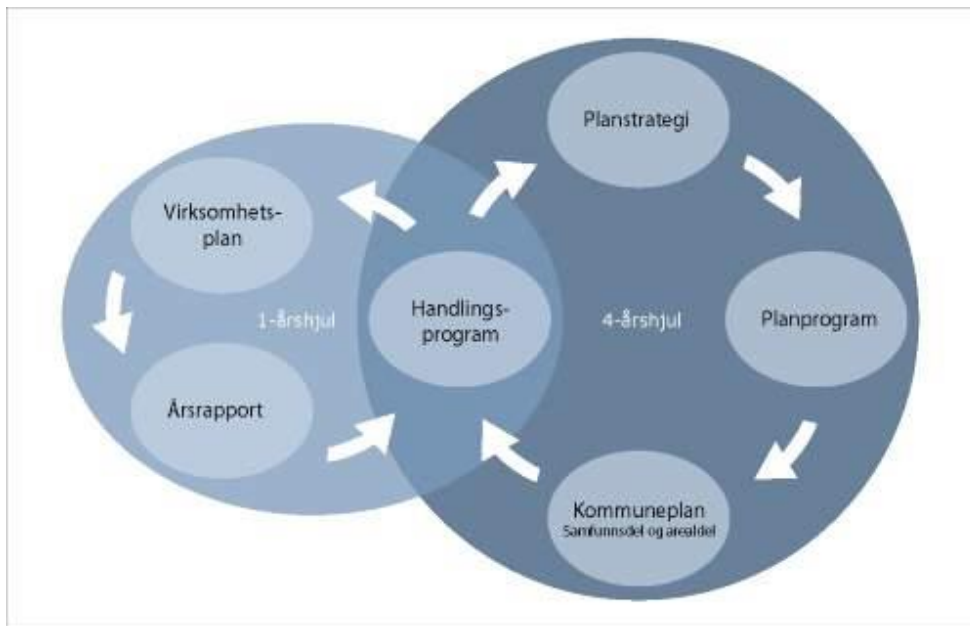 Planstrategi
Virksomhets-
plan
1-årshjul
Handlings-
program
4-årshjul
Planprogram
Årsrapport
Kommuneplan
Samfunnsdel og arealdel